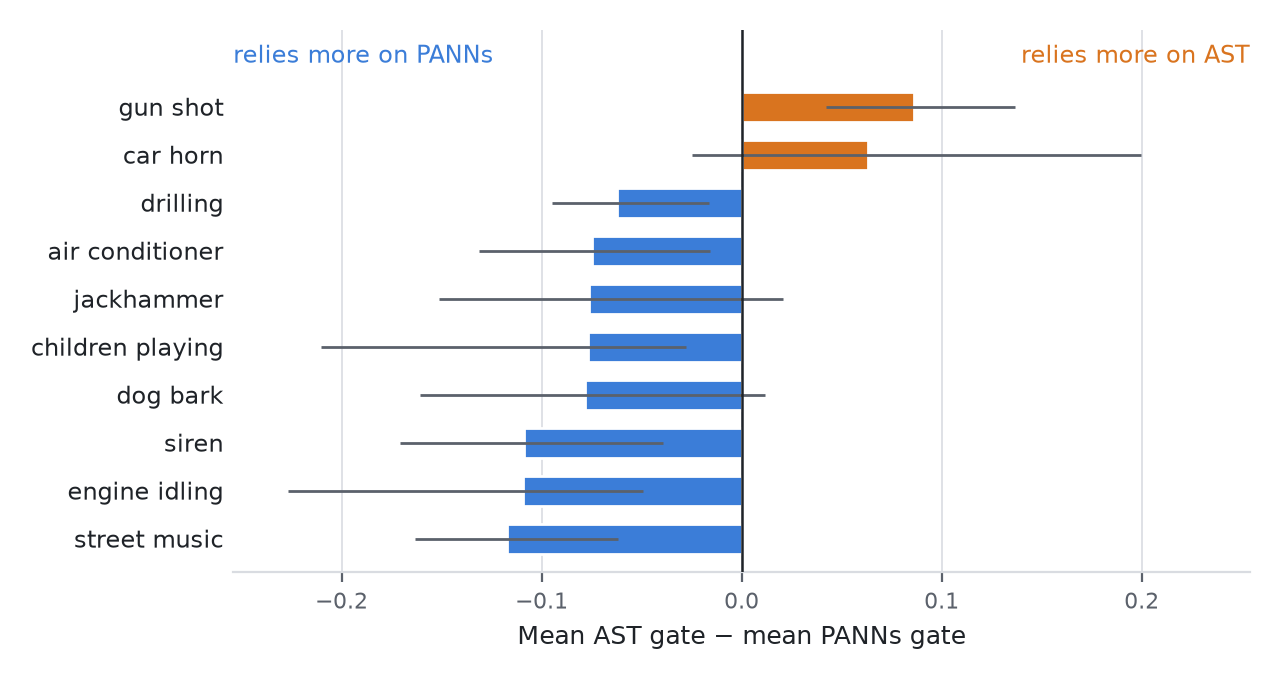 relies more on PANNs
relies more on AST
gun shot
car horn
drilling
air conditioner
jackhammer
children playing
dog bark
siren
engine idling
street music
−0.2
−0.1
0.0
0.1
0.2
Mean AST gate − mean PANNs gate